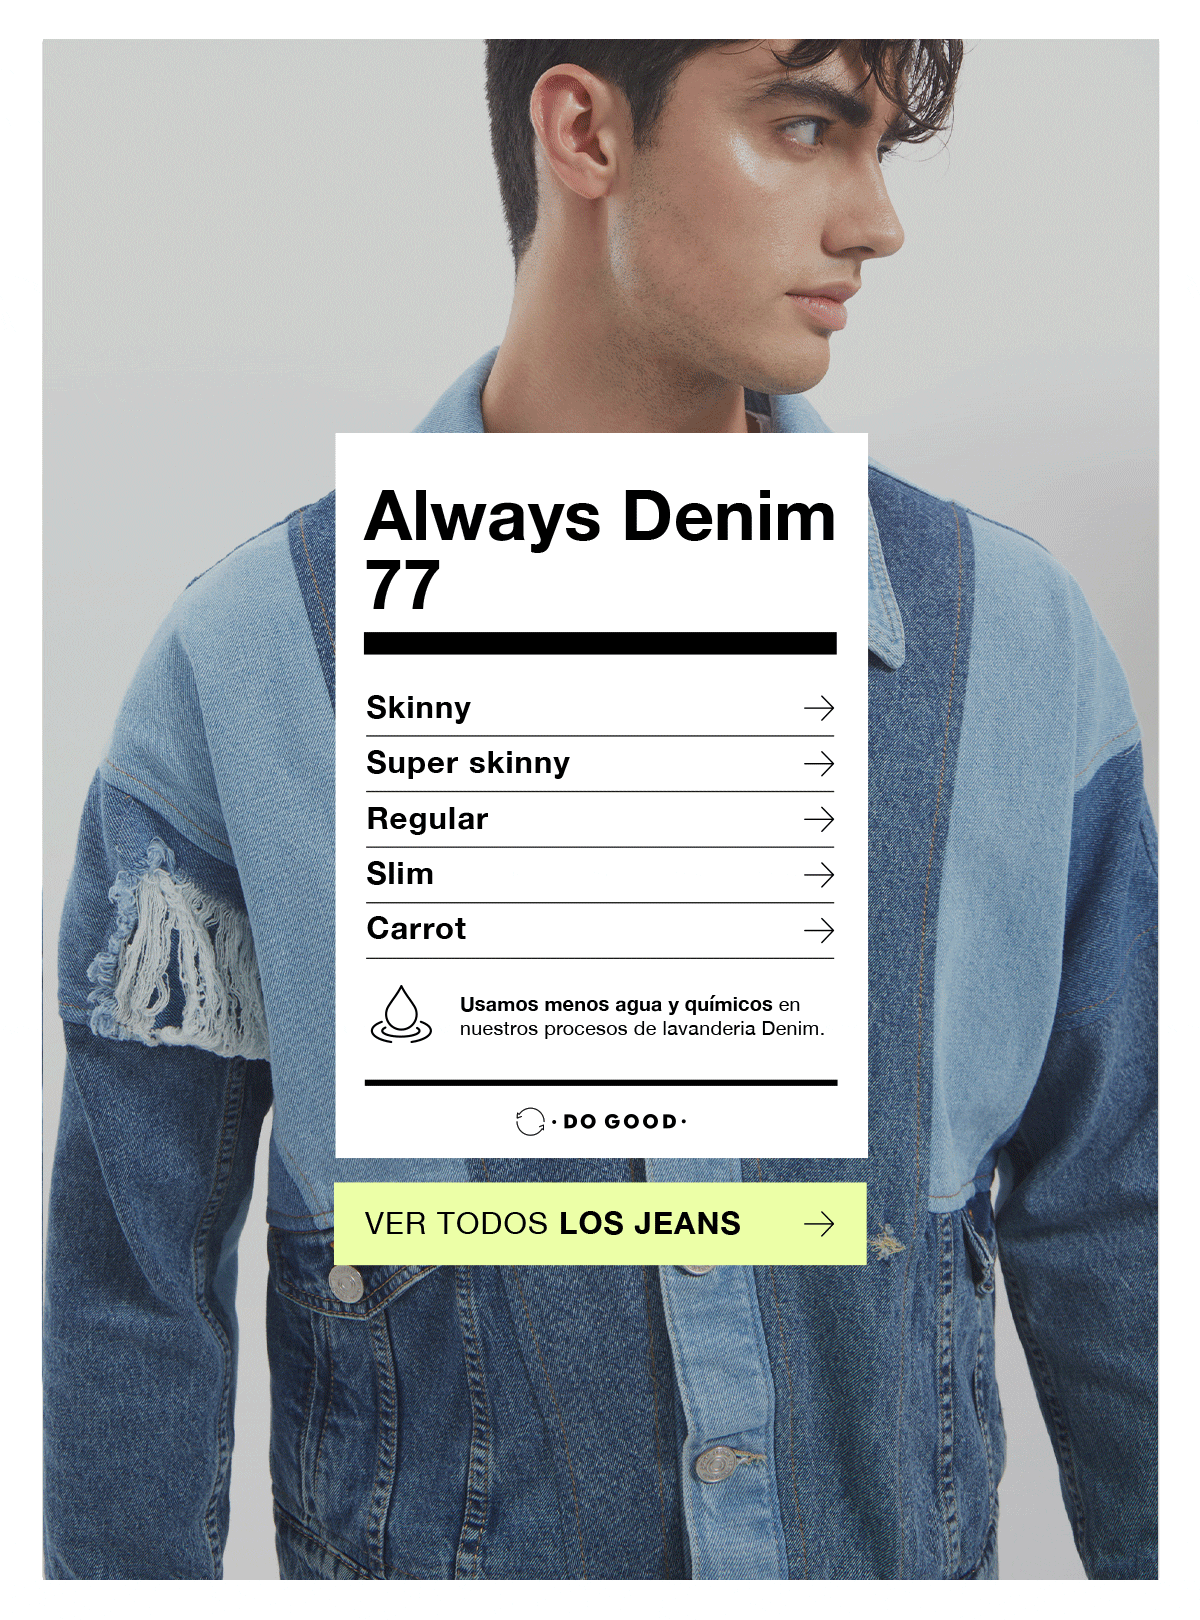 Always Denim
77
Skinny
Super skinny
Regular
Slim
Carrot
Usamos menos agua y químicos en
nuestros procesos de lavanderia Denim.
· DO GOOD ·
VER TODOS LOS JEANS